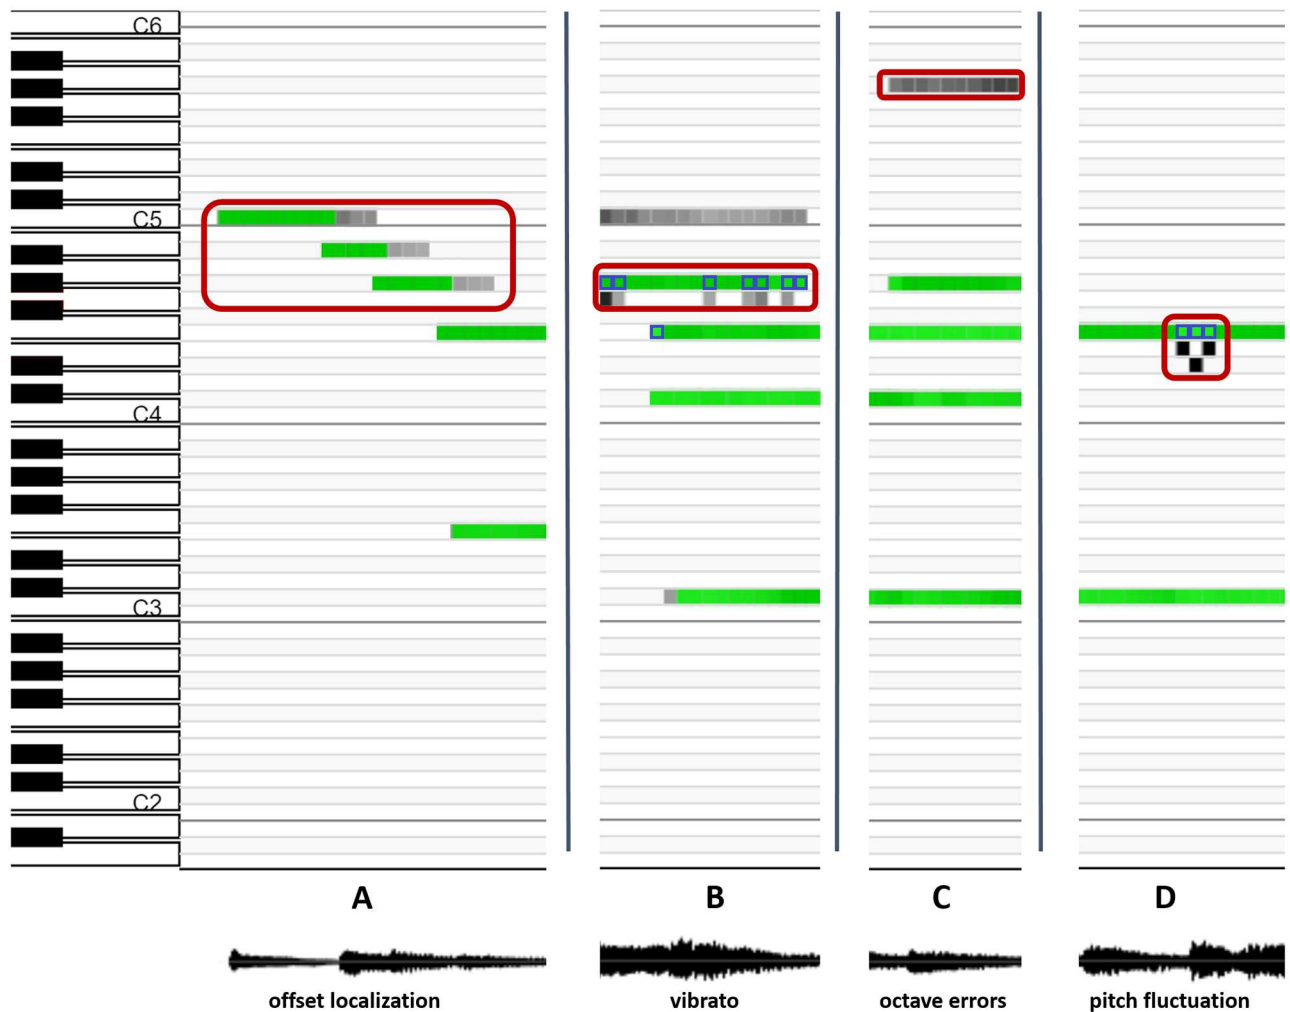 C6
C5
C4
C3
C2
A B C D
offset localization vibrato octave errors pitch fluctuation